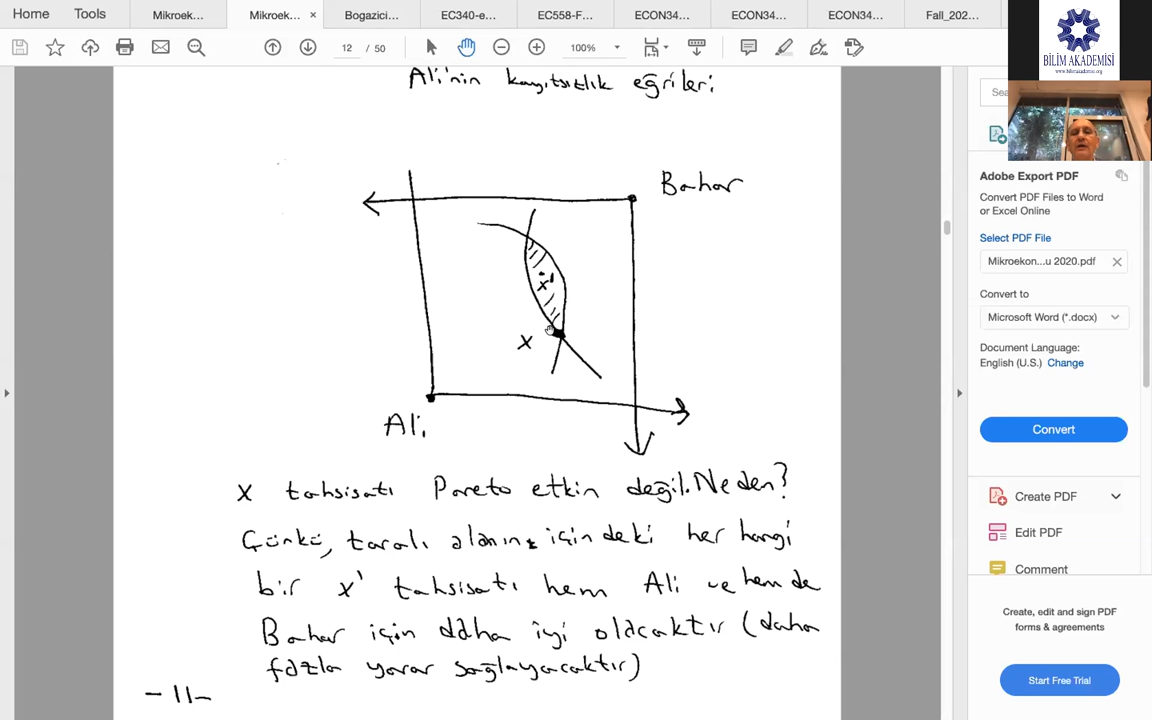 Home
Tools
Mikroek...
Mikroek...
×
Bogazici...
EC340-e...
EC558-F...
ECON34...
ECON34...
ECON34...
Fall_202...
12 / 50
100%
BİLİM AKADEMİSİ
www.bilimakademisi.org
Ali'nin kayıtsızlık eğrileri
Bahar
x'
x
Ali
x tahsisatı Pareto etkin değil. Neden?
Çünkü, taralı alanın içindeki her hangi
bir x' tahsisatı hem Ali ve hem de
Bahar için daha iyi olacaktır (daha
fazla yarar sağlayacaktır)
-11-
Sea
Adobe Export PDF
Convert PDF Files to Word
or Excel Online
Select PDF File
Mikroekon...u 2020.pdf
×
Convert to
Microsoft Word (*.docx)
Document Language:
English (U.S.) Change
Convert
Create PDF
Edit PDF
Comment
Create, edit and sign PDF
forms & agreements
Start Free Trial